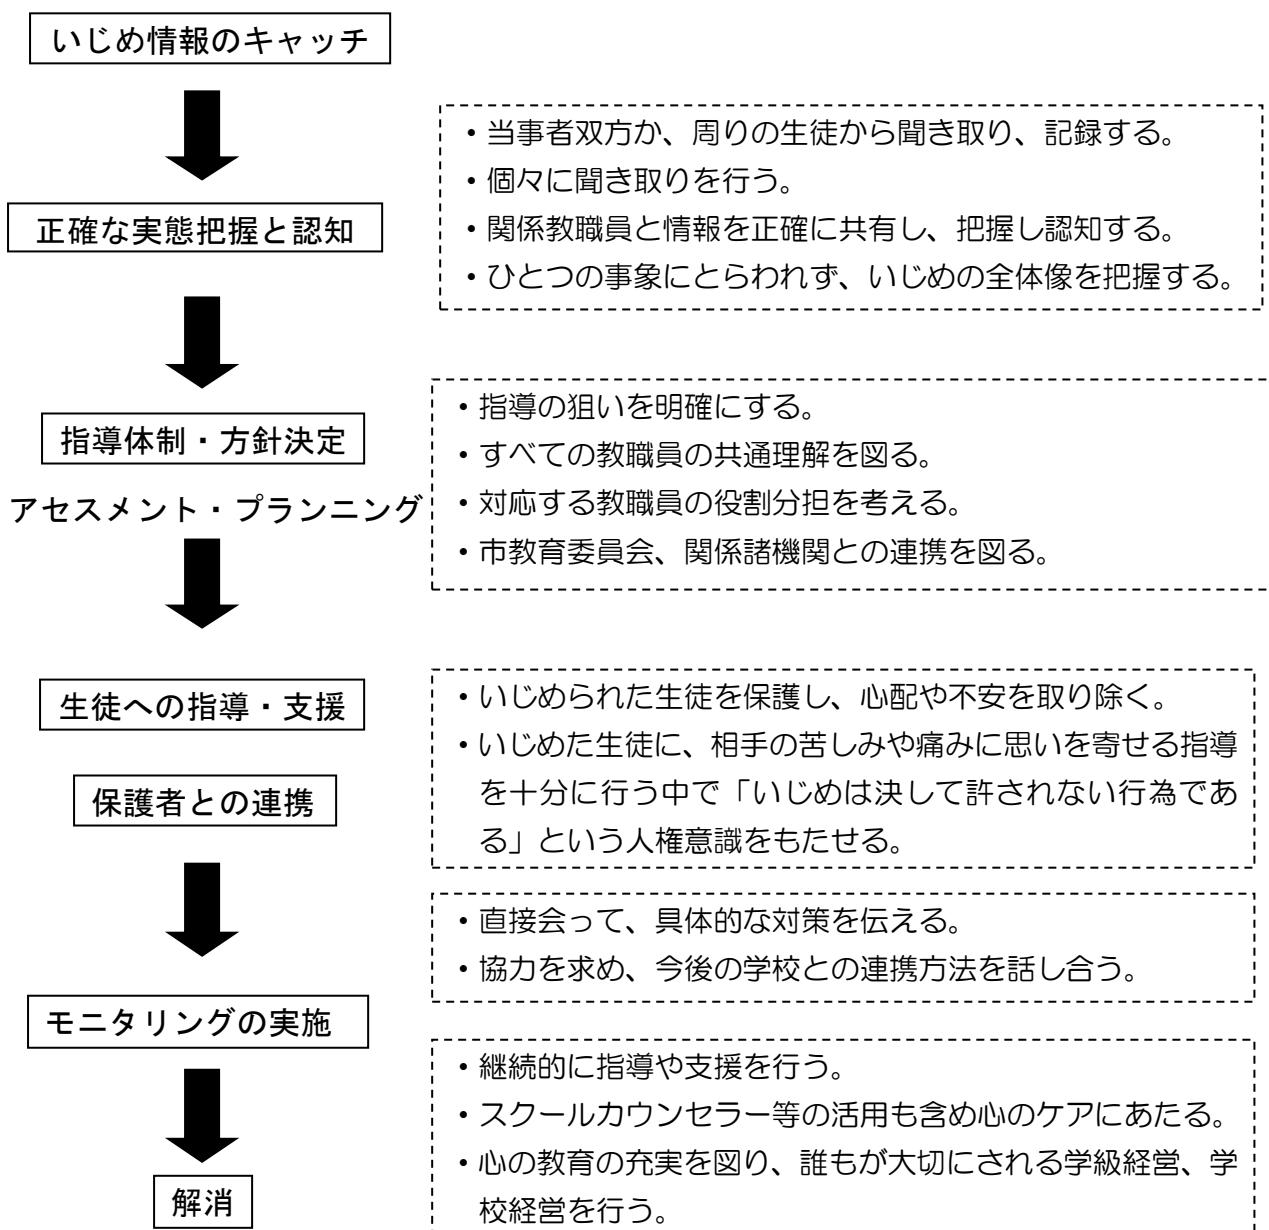 いじめ情報のキャッチ
・当事者双方か、周りの生徒から聞き取り、記録する。
・個々に聞き取りを行う。
正確な実態把握と認知
・関係教職員と情報を正確に共有し、把握し認知する。
・ひとつの事象にとらわれず、いじめの全体像を把握する。
指導体制・方針決定
アセスメント・プランニング
・指導の狙いを明確にする。
・すべての教職員の共通理解を図る。
・対応する教職員の役割分担を考える。
・市教育委員会、関係諸機関との連携を図る。
生徒への指導・支援
・いじめられた生徒を保護し、心配や不安を取り除く。
・いじめた生徒に、相手の苦しみや痛みに思いを寄せる指導
を十分に行う中で「いじめは決して許されない行為であ
る」という人権意識をもたせる。
保護者との連携
・直接会って、具体的な対策を伝える。
・協力を求め、今後の学校との連携方法を話し合う。
モニタリングの実施
・継続的に指導や支援を行う。
・スクールカウンセラー等の活用も含め心のケアにあたる。
・心の教育の充実を図り、誰もが大切にされる学級経営、学
校経営を行う。
解消